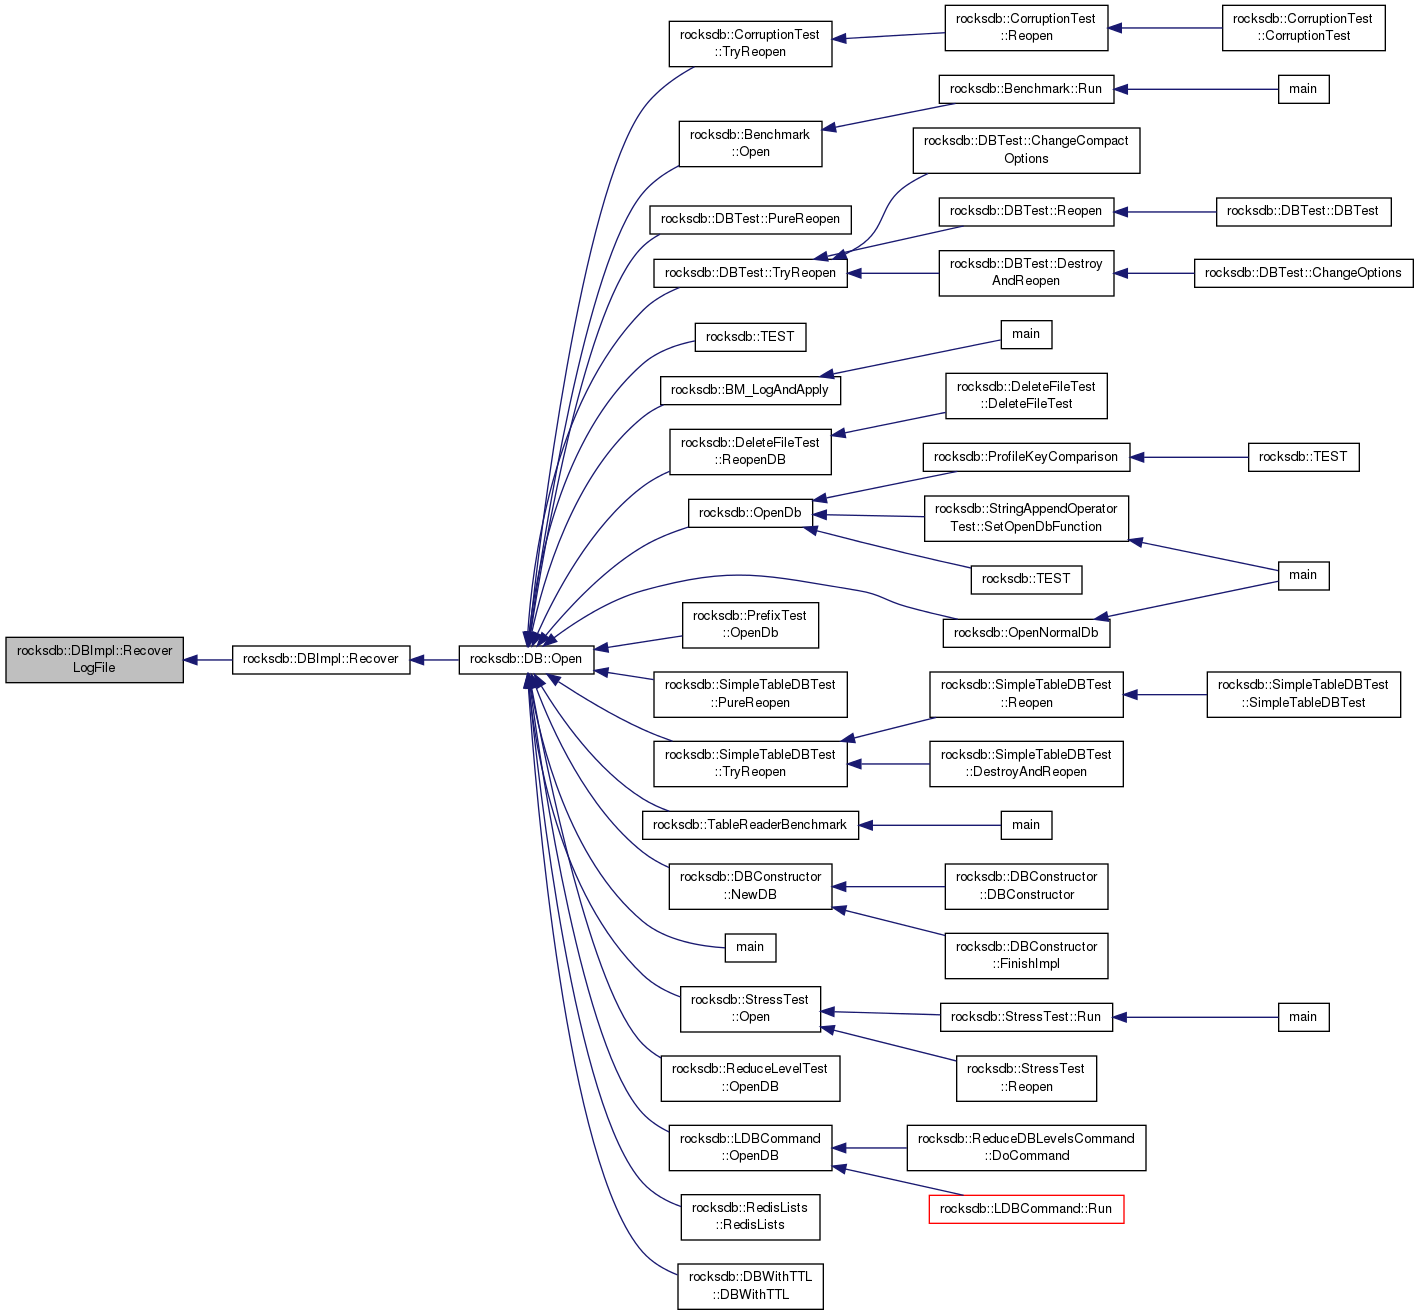 rocksdb::DBImpl::Recover
LogFile
rocksdb::DBImpl::Recover
rocksdb::DB::Open
rocksdb::CorruptionTest
::TryReopen
rocksdb::CorruptionTest
::Reopen
rocksdb::CorruptionTest
::CorruptionTest
rocksdb::Benchmark
::Open
rocksdb::Benchmark::Run
main
rocksdb::DBTest::PureReopen
rocksdb::DBTest::TryReopen
rocksdb::DBTest::ChangeCompact
Options
rocksdb::DBTest::Reopen
rocksdb::DBTest::DBTest
rocksdb::DBTest::Destroy
AndReopen
rocksdb::DBTest::ChangeOptions
rocksdb::TEST
rocksdb::BM_LogAndApply
main
rocksdb::DeleteFileTest
::ReopenDB
rocksdb::DeleteFileTest
::DeleteFileTest
rocksdb::OpenDb
rocksdb::ProfileKeyComparison
rocksdb::TEST
rocksdb::StringAppendOperator
Test::SetOpenDbFunction
main
rocksdb::TEST
rocksdb::OpenNormalDb
rocksdb::PrefixTest
::OpenDb
rocksdb::SimpleTableDBTest
::PureReopen
rocksdb::SimpleTableDBTest
::TryReopen
rocksdb::SimpleTableDBTest
::Reopen
rocksdb::SimpleTableDBTest
::SimpleTableDBTest
rocksdb::SimpleTableDBTest
::DestroyAndReopen
rocksdb::TableReaderBenchmark
main
rocksdb::DBConstructor
::NewDB
rocksdb::DBConstructor
::DBConstructor
rocksdb::DBConstructor
::FinishImpl
main
rocksdb::StressTest
::Open
rocksdb::StressTest::Run
main
rocksdb::StressTest
::Reopen
rocksdb::ReduceLevelTest
::OpenDB
rocksdb::LDBCommand
::OpenDB
rocksdb::ReduceDBLevelsCommand
::DoCommand
rocksdb::LDBCommand::Run
rocksdb::RedisLists
::RedisLists
rocksdb::DBWithTTL
::DBWithTTL